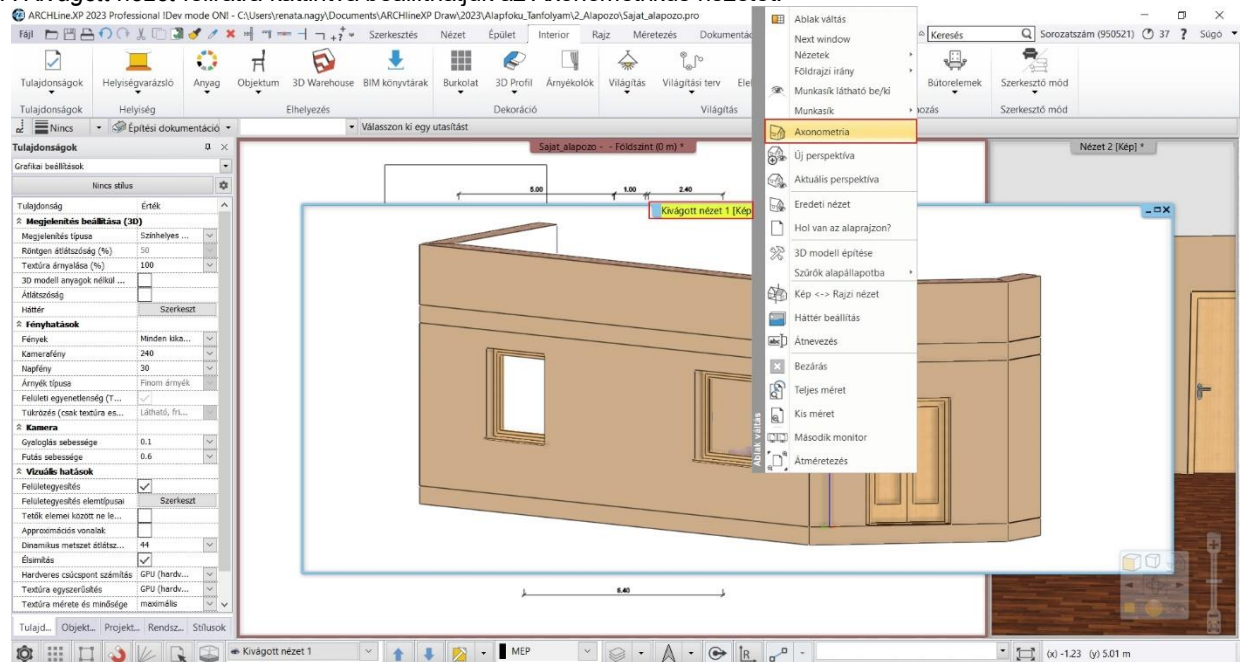 ARCHLine.XP 2023 Professional !Dev mode ON! - C:\Users\renata.nagy\Documents\ARCHlineXP Draw\2023\Alapfoku_Tanfolyam\2_Alapozo\Sajat_alapozo.pro
Fájl Szerkesztés Nézet Épület Interior Rajz Méretezés Keresés Sorozatszám (950521) 37 ? Súgó
Tulajdonságok Helyiségvarázsló Anyag Objektum 3D Warehouse BIM könyvtárak Burkolat 3D Profil Árnyékolók Világítás Világítási terv Bútorelemek Szerkesztő mód
Tulajdonságok Helyiség Elhelyezés Dekoráció Világítás Szerkesztő mód
Nincs Építési dokumentáció Válasszon ki egy utasítást
Tulajdonságok
Grafikai beállítások
Nincs stílus
Tulajdonság Érték
Megjelenítés beállítása (3D)
Megjelenítés típusa Színhelyes ...
Röntgen átlátszóság (%) 50
Textúra árnyalása (%) 100
3D modell anyagok nélkül ...
Átlátszóság
Háttér Szerkeszt
Fényhatások
Fények Minden kika...
Kamerafény 240
Napfény 30
Árnyék típusa Finom árnyék
Felületi egyenetlenség (T...
Tükrözés (csak textúra es... Látható, fri...
Kamera
Gyaloglás sebessége 0.1
Futás sebessége 0.6
Vizuális hatások
Felületegyesítés
Felületegyesítés elemtípusai Szerkeszt
Tetők elemei között ne le...
Approximációs vonalak
Dinamikus metszet átlátsz... 44
Élsimítás
Hardveres csúcspont számítás GPU (hardv...
Textúra egyszerűsítés GPU (hardv...
Textúra mérete és minősége maximális
Tulajd... Objekt... Projekt... Rendsz... Stílusok
Sajat_alapozo - - Földszint (0 m) *
Nézet 2 [Kép] *
5.00 1.00 2.40
Kivágott nézet 1 [Kép
Ablak váltás
Next window
Nézetek
Földrajzi irány
Munkasík látható be/ki
Munkasík
Axonometria
Új perspektíva
Aktuális perspektíva
Eredeti nézet
Hol van az alaprajzon?
3D modell építése
Szűrők alapállapotba
Kép <-> Rajzi nézet
Háttér beállítás
Átnevezés
Bezárás
Teljes méret
Kis méret
Második monitor
Átméretezés
Ablak váltás
6.40
Kivágott nézet 1 MEP (x) -1.23 (y) 5.01 m